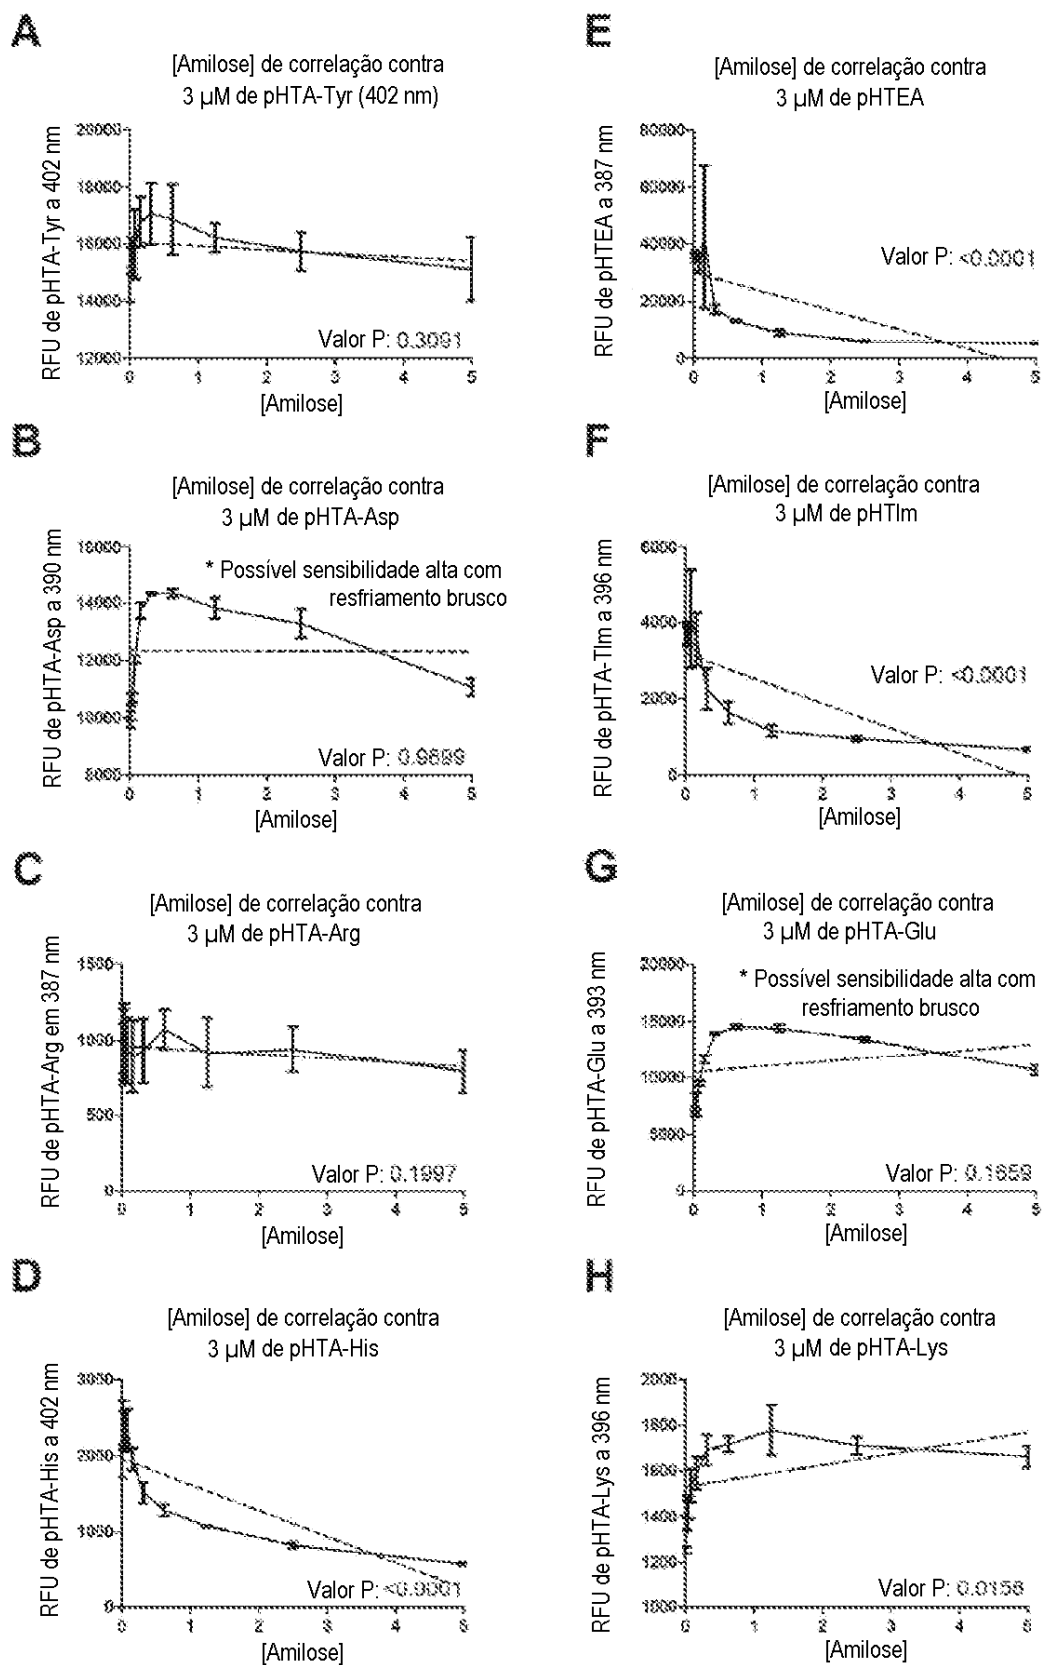 A
[Amilose] de correlação contra
3 µM de pHTA-Tyr (402 nm)
RFU de pHTA-Tyr a 402 nm
20000
18000
16000
14000
12000
Valor P: 0.3091
0 1 2 3 4 5
[Amilose]
B
[Amilose] de correlação contra
3 µM de pHTA-Asp
* Possível sensibilidade alta com
resfriamento brusco
RFU de pHTA-Asp a 390 nm
16000
14000
12000
10000
8000
Valor P: 0.9699
0 1 2 3 4 5
[Amilose]
C
[Amilose] de correlação contra
3 µM de pHTA-Arg
RFU de pHTA-Arg em 387 nm
1500
1000
500
0
Valor P: 0.1997
0 1 2 3 4 5
[Amilose]
D
[Amilose] de correlação contra
3 µM de pHTA-His
RFU de pHTA-His a 402 nm
3000
2000
1000
0
Valor P: <0.0001
0 1 2 3 4 5
[Amilose]
E
[Amilose] de correlação contra
3 µM de pHTEA
RFU de pHTEA a 387 nm
80000
60000
40000
20000
0
Valor P: <0.0001
0 1 2 3 4 5
[Amilose]
F
[Amilose] de correlação contra
3 µM de pHTIm
RFU de pHTA-TIm a 396 nm
6000
4000
2000
0
Valor P: <0.0001
0 1 2 3 4 5
[Amilose]
G
[Amilose] de correlação contra
3 µM de pHTA-Glu
* Possível sensibilidade alta com
resfriamento brusco
RFU de pHTA-Glu a 393 nm
20000
15000
10000
5000
0
Valor P: 0.1659
0 1 2 3 4 5
[Amilose]
H
[Amilose] de correlação contra
3 µM de pHTA-Lys
RFU de pHTA-Lys a 396 nm
2000
1800
1600
1400
1200
1000
Valor P: 0.0156
0 1 2 3 4 5
[Amilose]